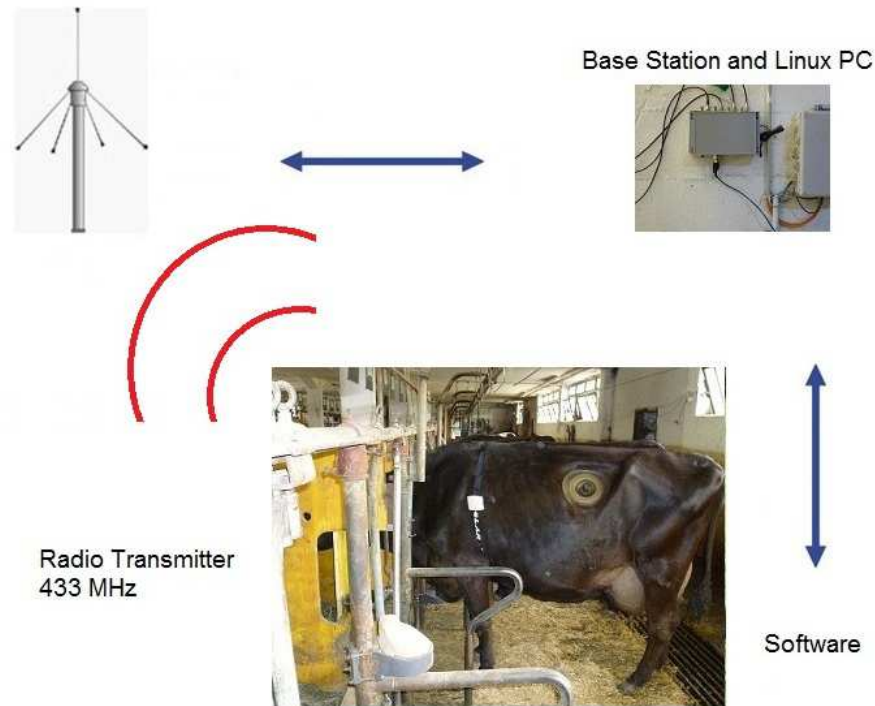 Base Station and Linux PC
Radio Transmitter
433 MHz
Software